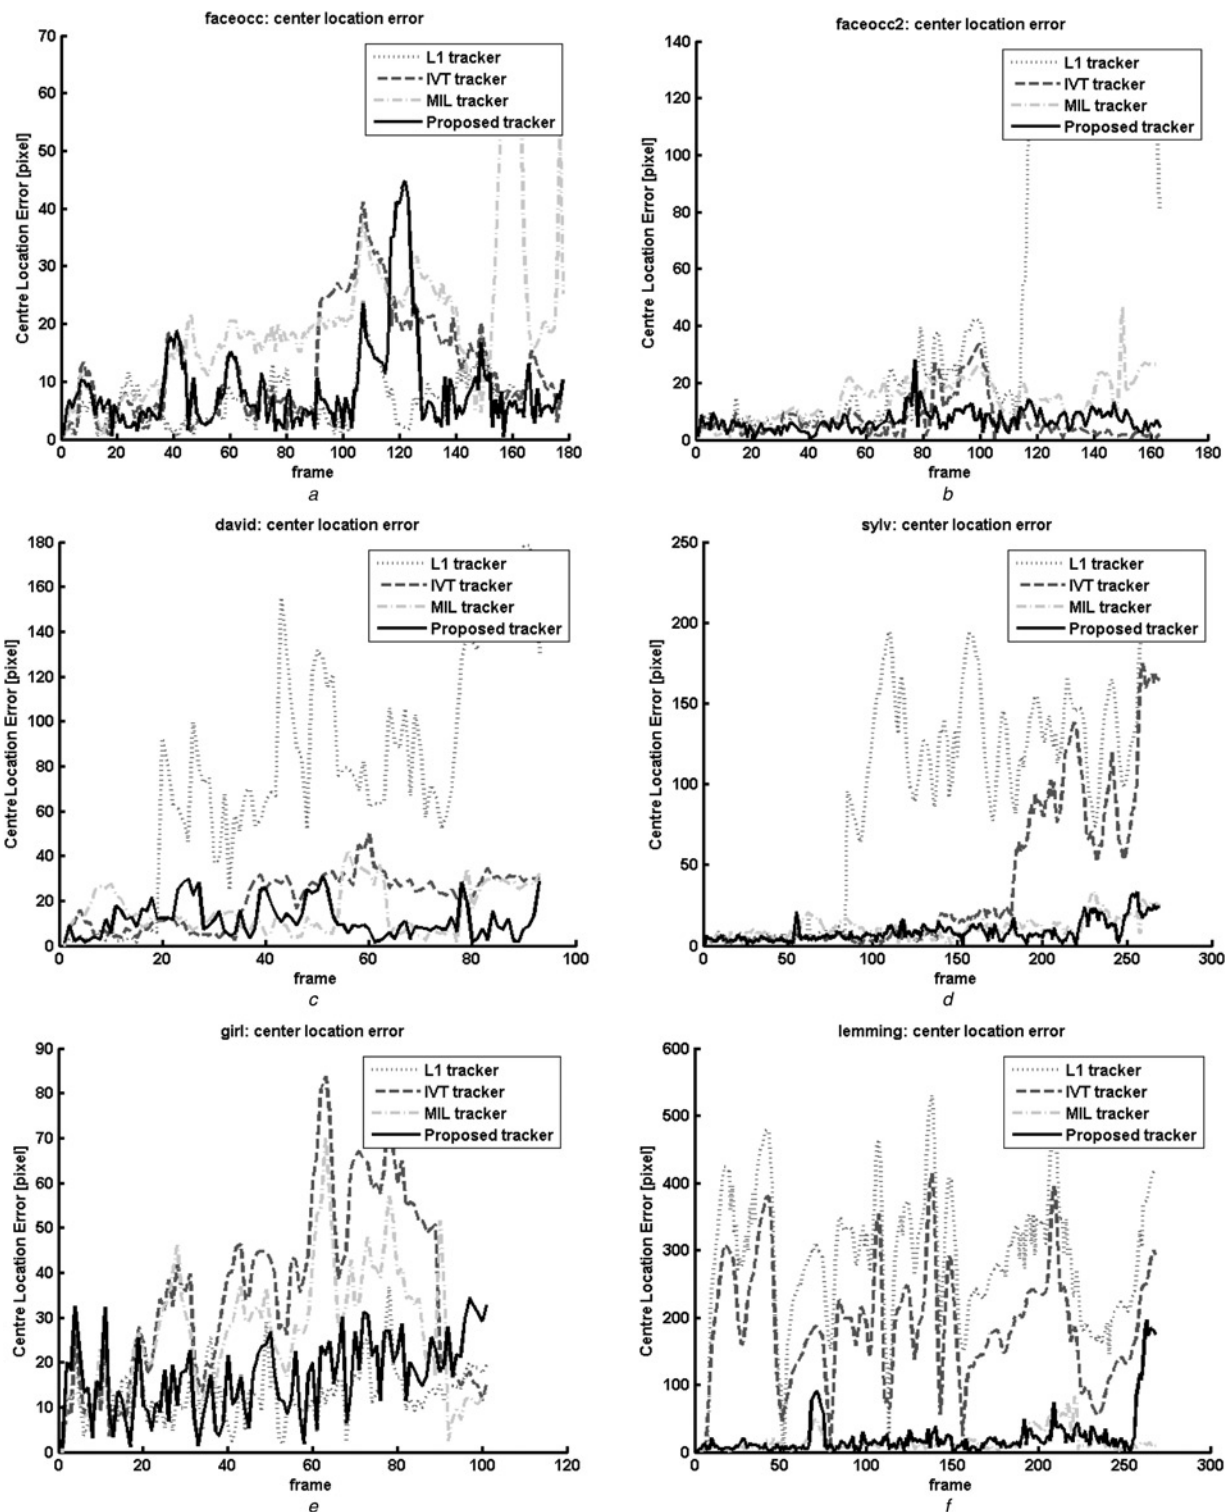 faceocc: center location error
70
60
50
40
30
20
10
0
Centre Location Error [pixel]
L1 tracker
IVT tracker
MIL tracker
Proposed tracker
0 20 40 60 80 100 120 140 160 180
frame
a
faceocc2: center location error
140
120
100
80
60
40
20
0
Centre Location Error [pixel]
L1 tracker
IVT tracker
MIL tracker
Proposed tracker
0 20 40 60 80 100 120 140 160 180
frame
b
david: center location error
180
160
140
120
100
80
60
40
20
0
Centre Location Error [pixel]
L1 tracker
IVT tracker
MIL tracker
Proposed tracker
0 20 40 60 80 100
frame
c
sylv: center location error
250
200
150
100
50
0
Centre Location Error [pixel]
L1 tracker
IVT tracker
MIL tracker
Proposed tracker
0 50 100 150 200 250 300
frame
d
girl: center location error
90
80
70
60
50
40
30
20
10
0
Centre Location Error [pixel]
L1 tracker
IVT tracker
MIL tracker
Proposed tracker
0 20 40 60 80 100 120
frame
e
lemming: center location error
600
500
400
300
200
100
0
Centre Location Error [pixel]
L1 tracker
IVT tracker
MIL tracker
Proposed tracker
0 50 100 150 200 250 300
frame
f